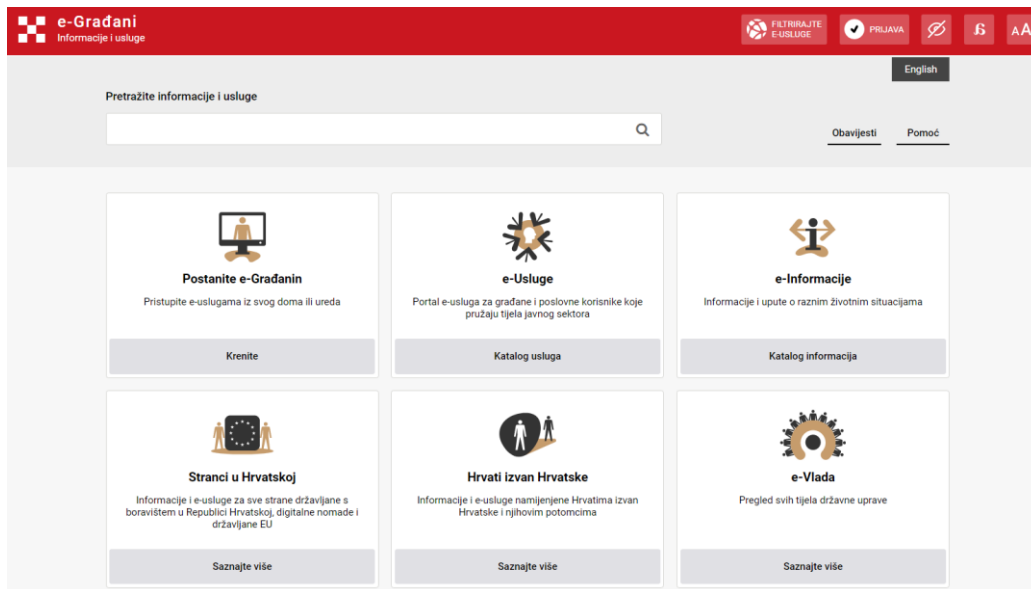 e-Građani
Informacije i usluge
FILTRIRAJTE
E-USLUGE
PRIJAVA
AA
English
Pretražite informacije i usluge
Obavijesti
Pomoć
Postanite e-Građanin
Pristupite e-uslugama iz svog doma ili ureda
Krenite
e-Usluge
Portal e-usluga za građane i poslovne korisnike koje
pružaju tijela javnog sektora
Katalog usluga
e-Informacije
Informacije i upute o raznim životnim situacijama
Katalog informacija
Stranci u Hrvatskoj
Informacije i e-usluge za sve strane državljane s
boravištem u Republici Hrvatskoj, digitalne nomade i
državljane EU
Saznajte više
Hrvati izvan Hrvatske
Informacije i e-usluge namijenjene Hrvatima izvan
Hrvatske i njihovim potomcima
Saznajte više
e-Vlada
Pregled svih tijela državne uprave
Saznajte više